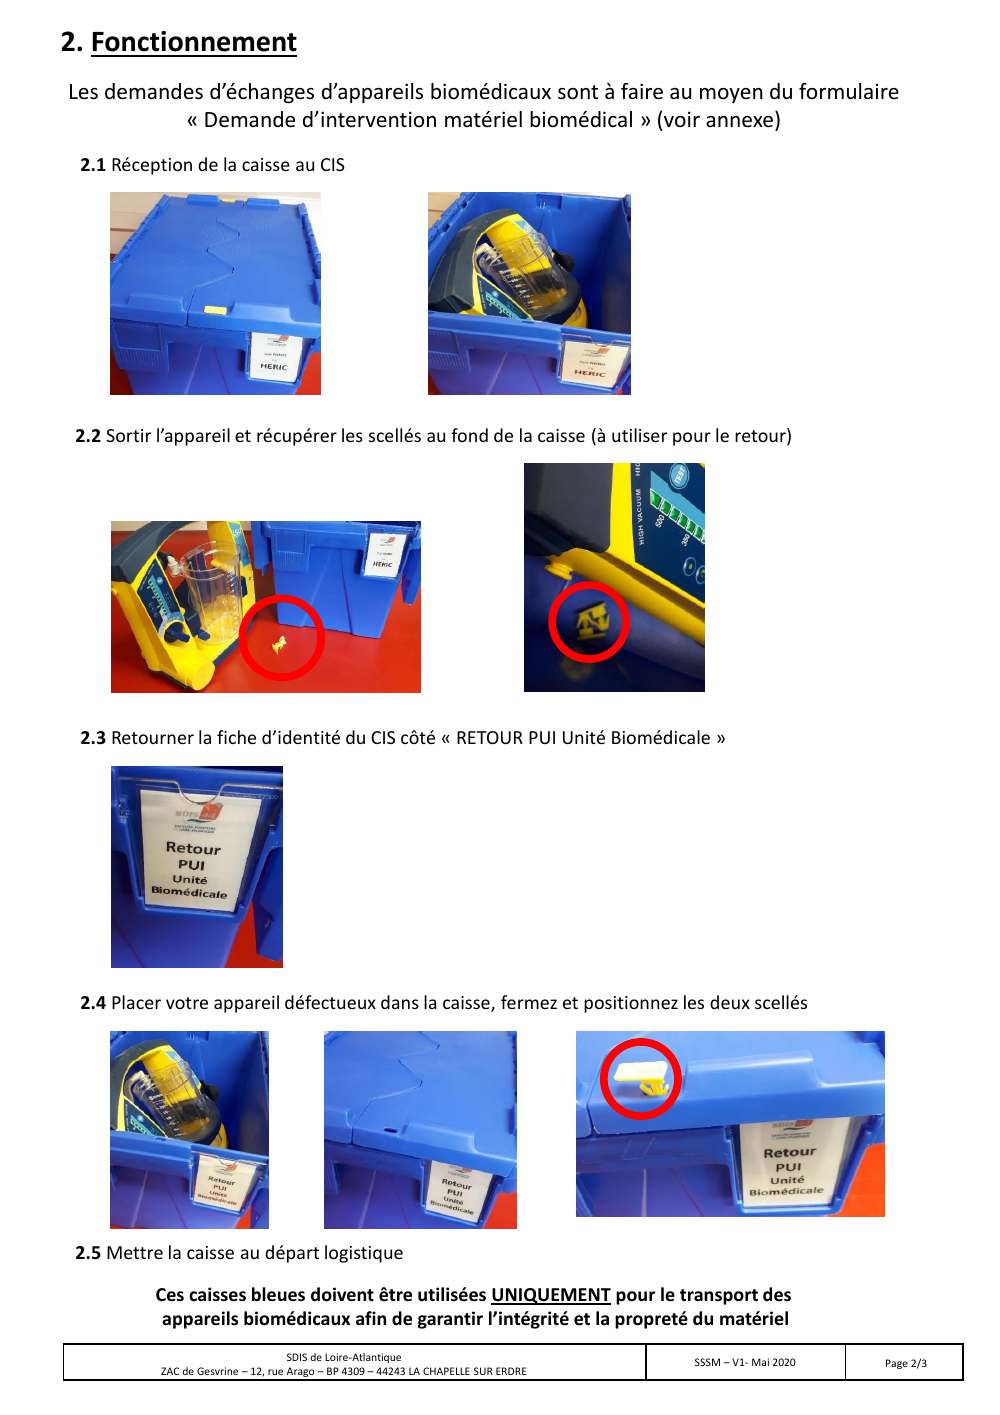 2. Fonctionnement
Les demandes d’échanges d’appareils biomédicaux sont à faire au moyen du formulaire
« Demande d’intervention matériel biomédical » (voir annexe)
2.1 Réception de la caisse au CIS
HERIC
HERIC
2.2 Sortir l’appareil et récupérer les scellés au fond de la caisse (à utiliser pour le retour)
HERIC
HIGH VACUUM
TEST
500
2.3 Retourner la fiche d’identité du CIS côté « RETOUR PUI Unité Biomédicale »
SDIS 44
Retour
PUI
Unité
Biomédicale
2.4 Placer votre appareil défectueux dans la caisse, fermez et positionnez les deux scellés
Retour
PUI
Unité
Biomédicale
Retour
PUI
Unité
Biomédicale
Retour
PUI
Unité
Biomédicale
2.5 Mettre la caisse au départ logistique
Ces caisses bleues doivent être utilisées UNIQUEMENT pour le transport des
appareils biomédicaux afin de garantir l’intégrité et la propreté du matériel
SDIS de Loire-Atlantique
ZAC de Gesvrine – 12, rue Arago – BP 4309 – 44243 LA CHAPELLE SUR ERDRE
SSSM – V1- Mai 2020
Page 2/3